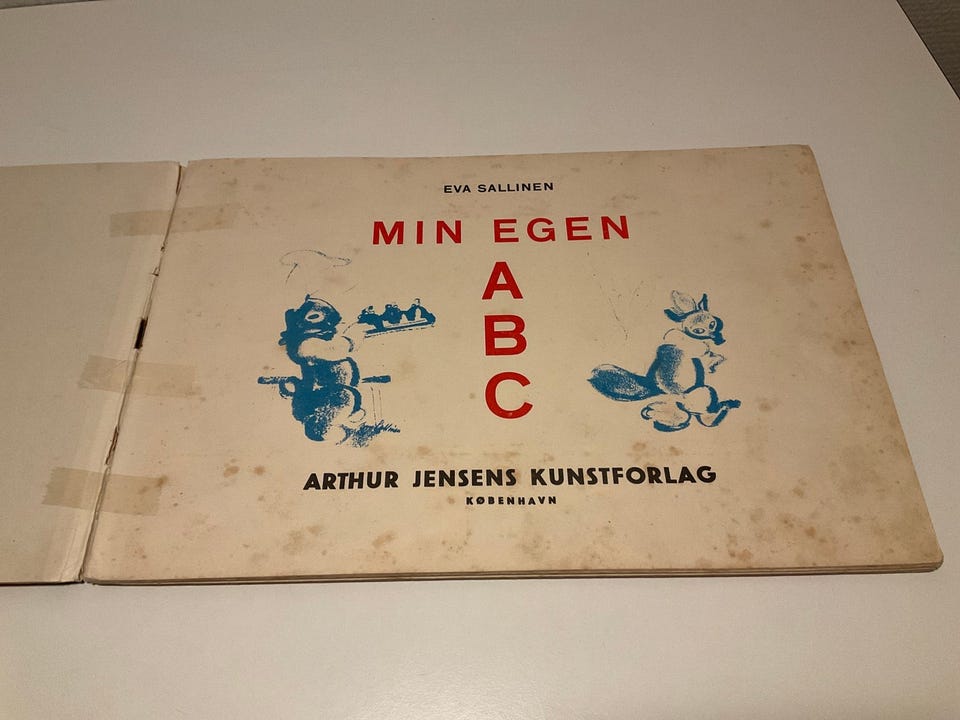 EVA SALLINEN
MIN EGEN
A
B
C
ARTHUR JENSENS KUNSTFORLAG
KØBENHAVN